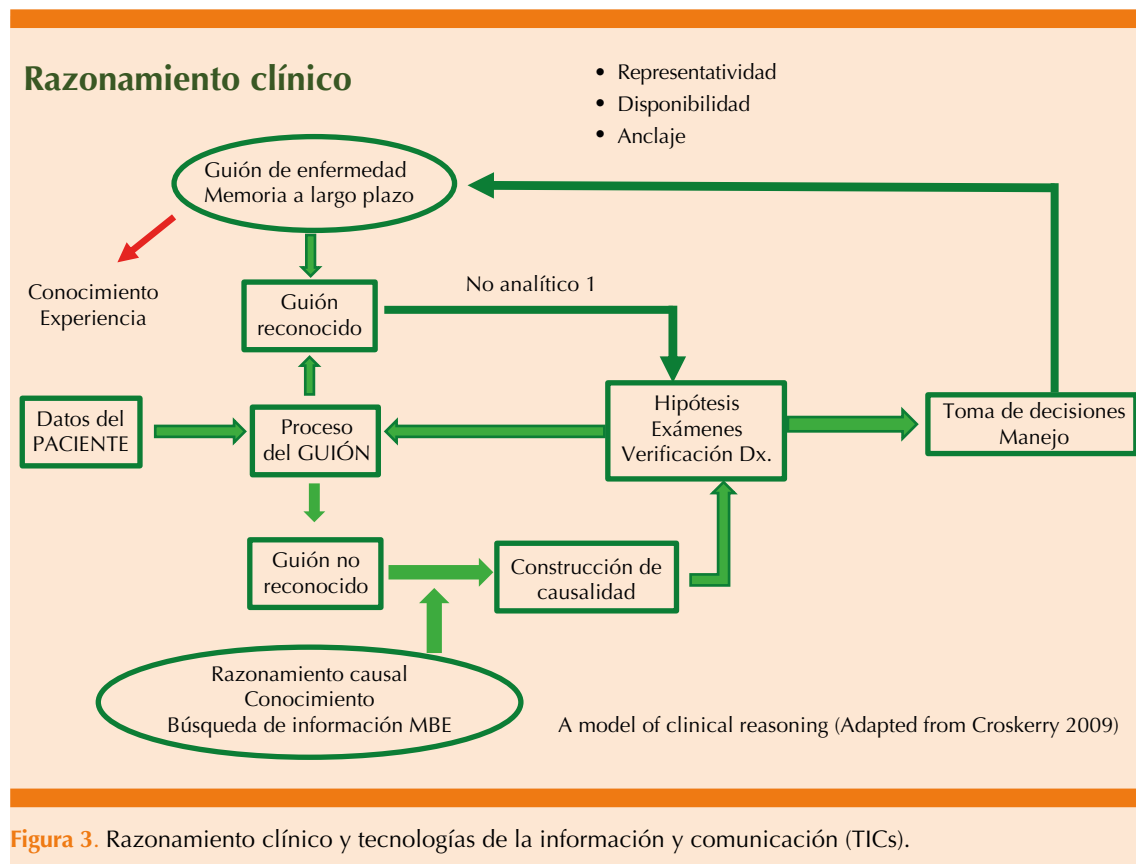 Razonamiento clínico
• Representatividad
• Disponibilidad
• Anclaje
Guión de enfermedad
Memoria a largo plazo
Conocimiento
Experiencia
Guión
reconocido
No analítico 1
Datos del
PACIENTE
Proceso
del GUIÓN
Hipótesis
Exámenes
Verificación Dx.
Toma de decisiones
Manejo
Guión no
reconocido
Construcción de
causalidad
Razonamiento causal
Conocimiento
Búsqueda de información MBE
A model of clinical reasoning (Adapted from Croskerry 2009)
Figura 3. Razonamiento clínico y tecnologías de la información y comunicación (TICs).